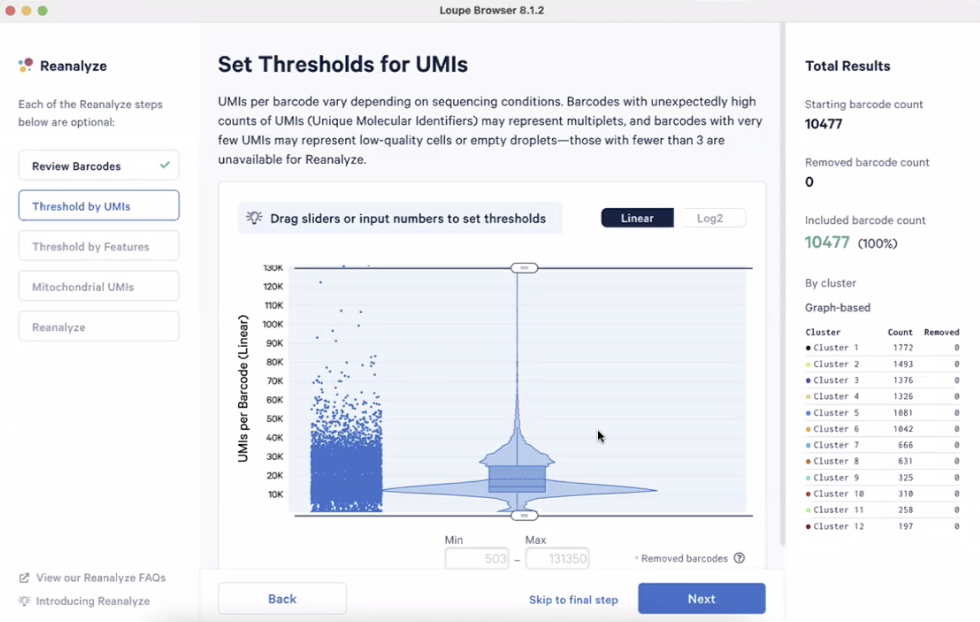 Loupe Browser 8.1.2
Reanalyze
Each of the Reanalyze steps
below are optional:
Review Barcodes
Threshold by UMIs
Threshold by Features
Mitochondrial UMIs
Reanalyze
View our Reanalyze FAQs
Introducing Reanalyze
Set Thresholds for UMIs
UMIs per barcode vary depending on sequencing conditions. Barcodes with unexpectedly high
counts of UMIs (Unique Molecular Identifiers) may represent multiplets, and barcodes with very
few UMIs may represent low-quality cells or empty droplets—those with fewer than 3 are
unavailable for Reanalyze.
Drag sliders or input numbers to set thresholds
Linear Log2
UMIs per Barcode (Linear)
130K
120K
110K
100K
90K
80K
70K
60K
50K
40K
30K
20K
10K
Min Max
503 – 131350
Removed barcodes
Back
Skip to final step
Next
Total Results
Starting barcode count
10477
Removed barcode count
0
Included barcode count
10477 (100%)
By cluster
Graph-based
Cluster Count Removed
Cluster 1 1772 0
Cluster 2 1493 0
Cluster 3 1376 0
Cluster 4 1326 0
Cluster 5 1081 0
Cluster 6 1042 0
Cluster 7 666 0
Cluster 8 631 0
Cluster 9 325 0
Cluster 10 310 0
Cluster 11 258 0
Cluster 12 197 0